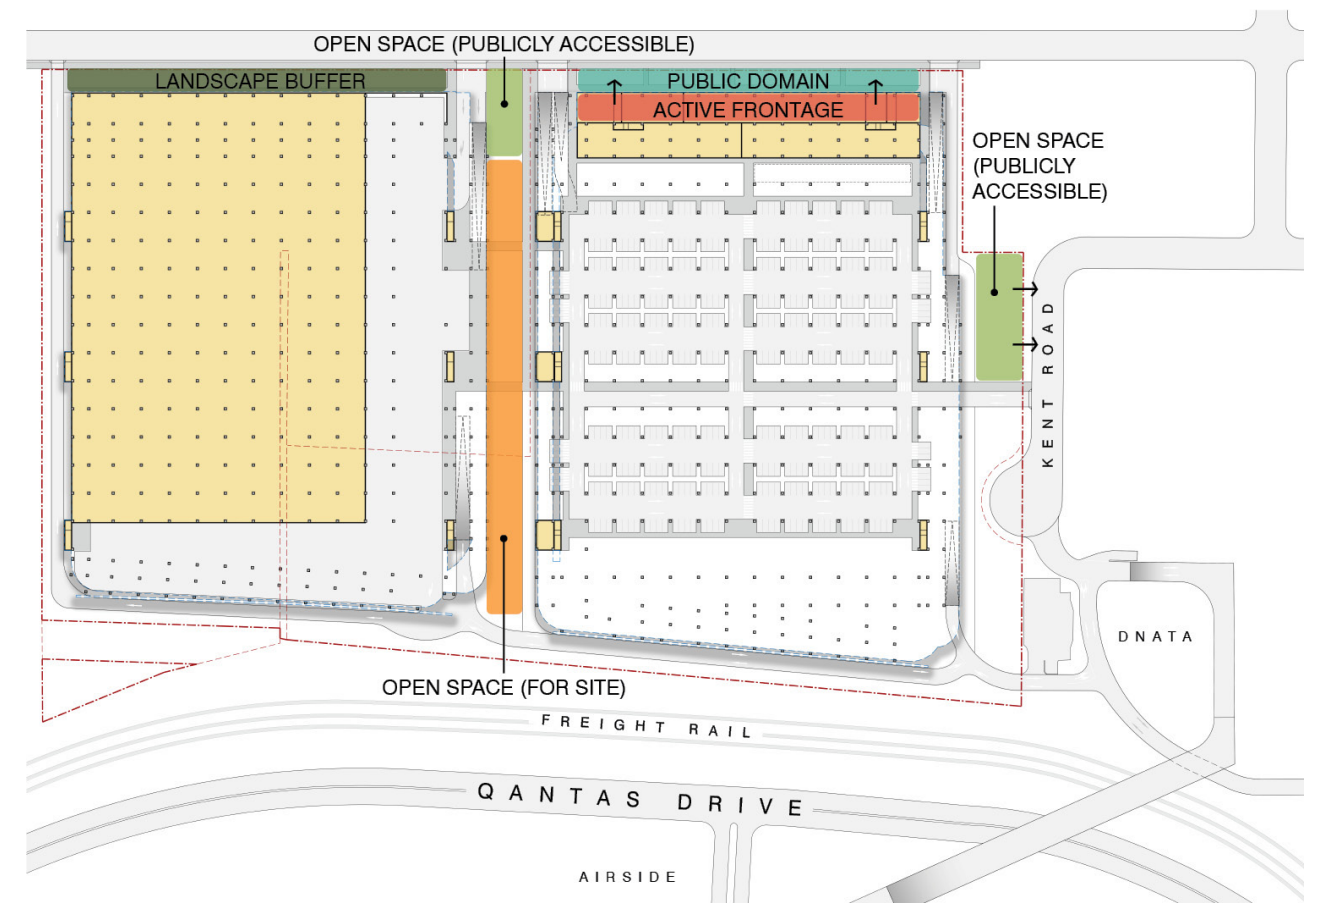 OPEN SPACE (PUBLICLY ACCESSIBLE)
LANDSCAPE BUFFER
PUBLIC DOMAIN
ACTIVE FRONTAGE
OPEN SPACE
(PUBLICLY
ACCESSIBLE)
KENT ROAD
DNATA
OPEN SPACE (FOR SITE)
FREIGHT RAIL
QANTAS DRIVE
AIRSIDE